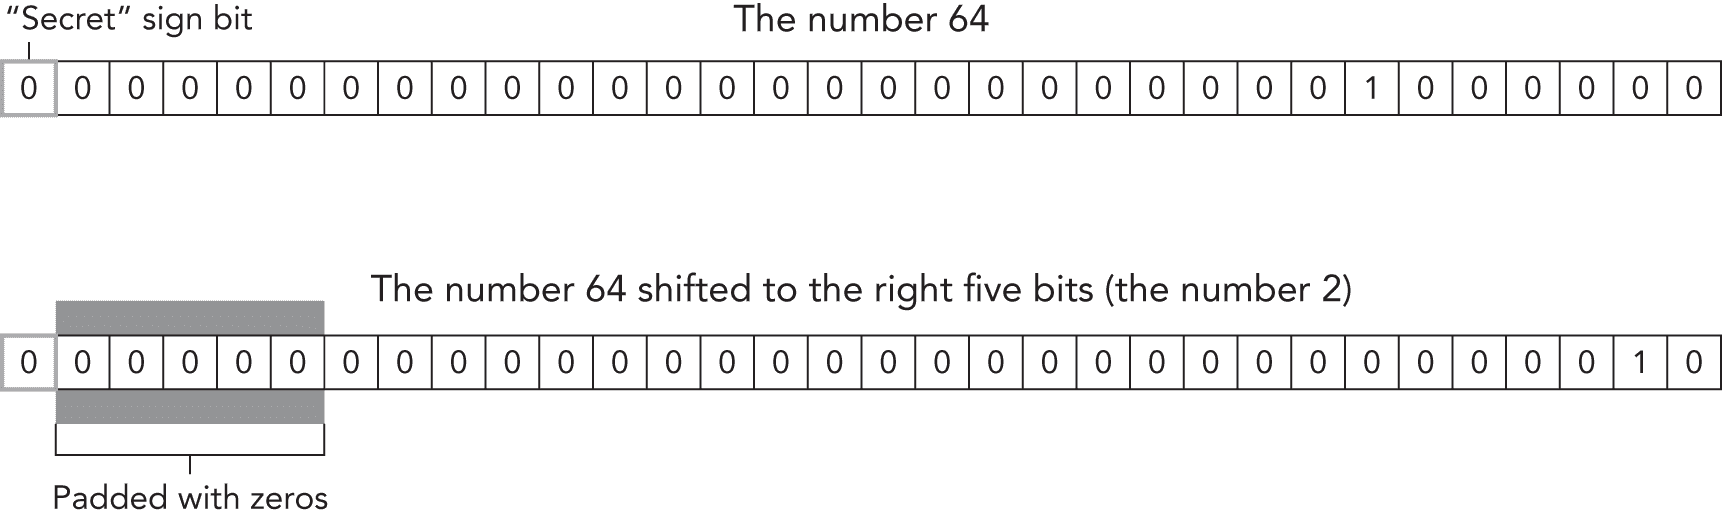 “Secret” sign bit
The number 64
0 0 0 0 0 0 0 0 0 0 0 0 0 0 0 0 0 0 0 0 0 0 0 0 0 1 0 0 0 0 0 0
The number 64 shifted to the right five bits (the number 2)
0 0 0 0 0 0 0 0 0 0 0 0 0 0 0 0 0 0 0 0 0 0 0 0 0 0 0 0 0 0 1 0
Padded with zeros